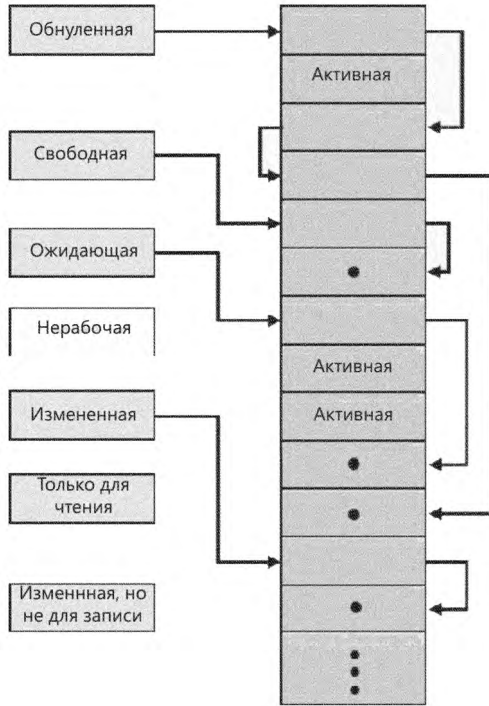 Обнуленная
Активная
Свободная
Ожидающая
Нерабочая
Активная
Активная
Измененная
Только для
чтения
Изменнная, но
не для записи